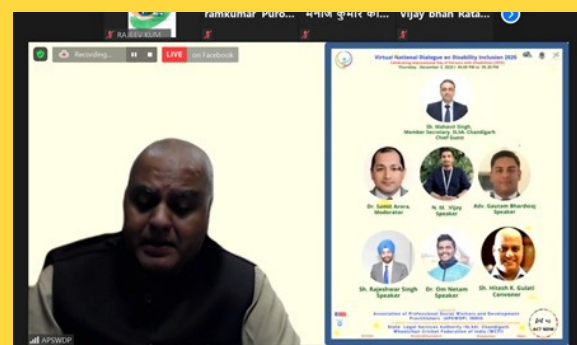 ramkumar Puro...
मनोज कुमार को...
Vijay bhan Rata...
RAJEEV KUM
Recording...
LIVE on Facebook
APSWDP
Virtual National Dialogue on Disability Inclusion 2020
Thursday, December 3, 2020 | 04:00 PM to 05:30 PM
Dr. Mahavir Singh,
Member Secretary, SLSA, Chandigarh
Chief Guest
Dr. Sumit Arora,
Moderator
N. M. Vijay
Speaker
Adv. Gautam Bhardwaj
Speaker
Sh. Rajeshwar Singh
Speaker
Dr. Om Netam
Speaker
Sh. Hitesh K. Gulati
Convener
Association of Professional Social Workers and Development
Practitioners (APSWDP) INDIA
State Legal Services Authority (SLSA), Chandigarh
Wheelchair Cricket Federation of India (WCFI)
ACT NOW